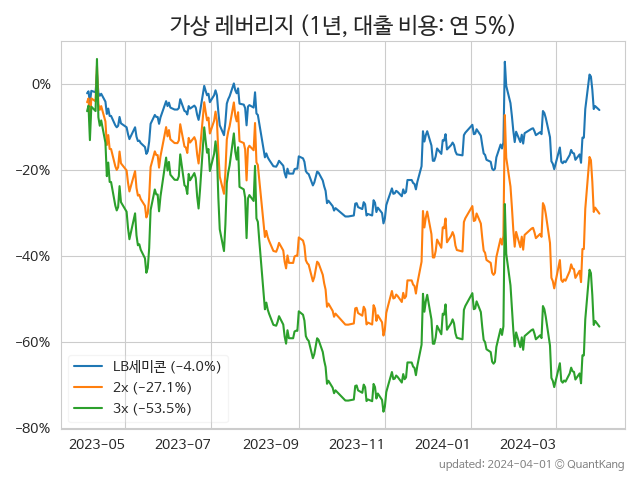 가상 레버리지 (1년, 대출 비용: 연 5%)
0%
−20%
−40%
−60%
−80%
LB세미콘 (−4.0%)
2x (−27.1%)
3x (−53.5%)
2023-05 2023-07 2023-09 2023-11 2024-01 2024-03
updated: 2024-04-01 © QuantKang